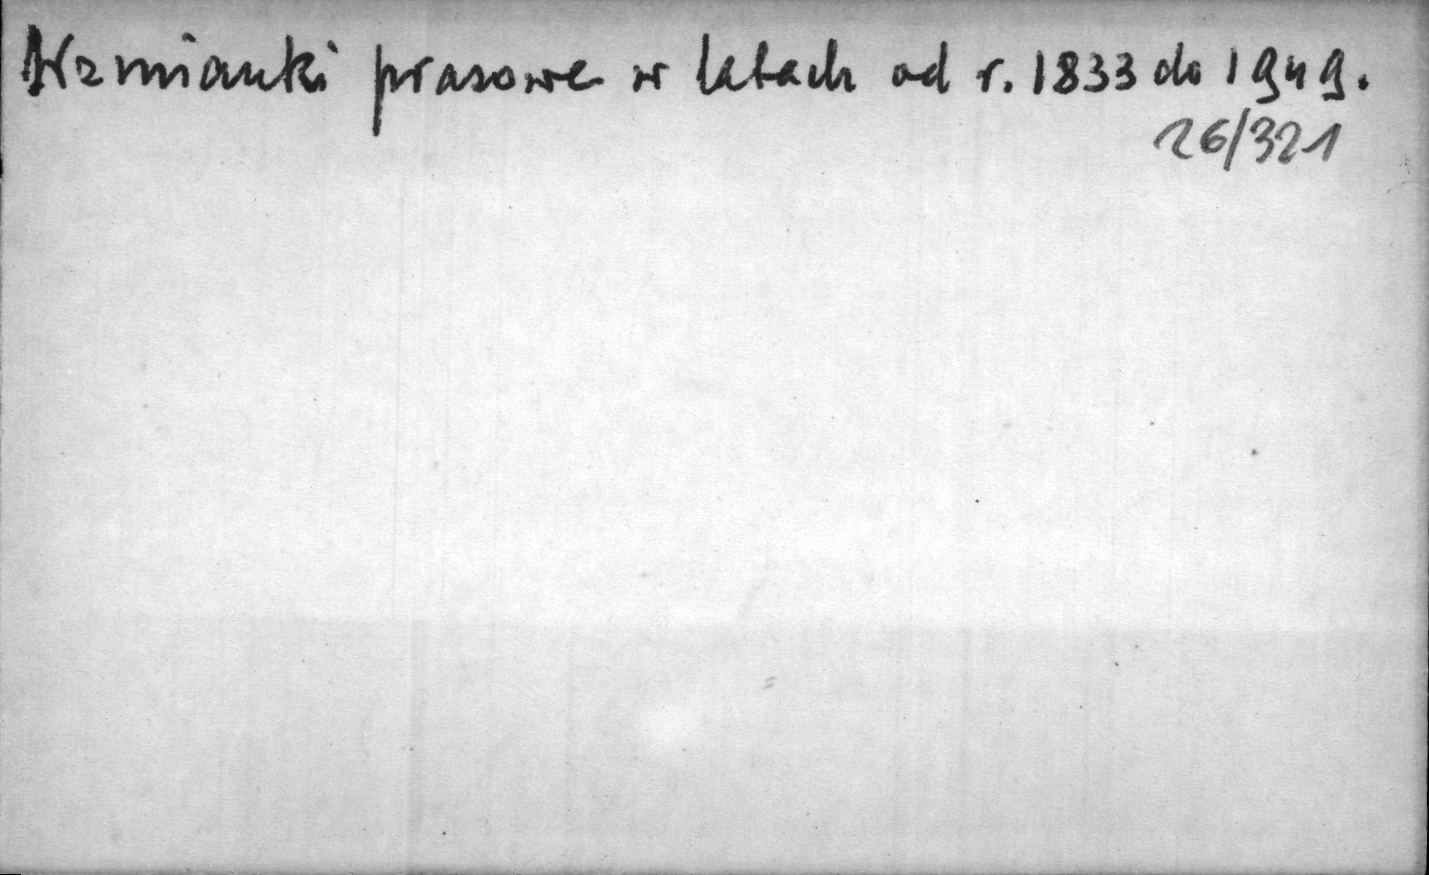 Wzmianki prasowe w latach od r. 1833 do 1949.
26/321